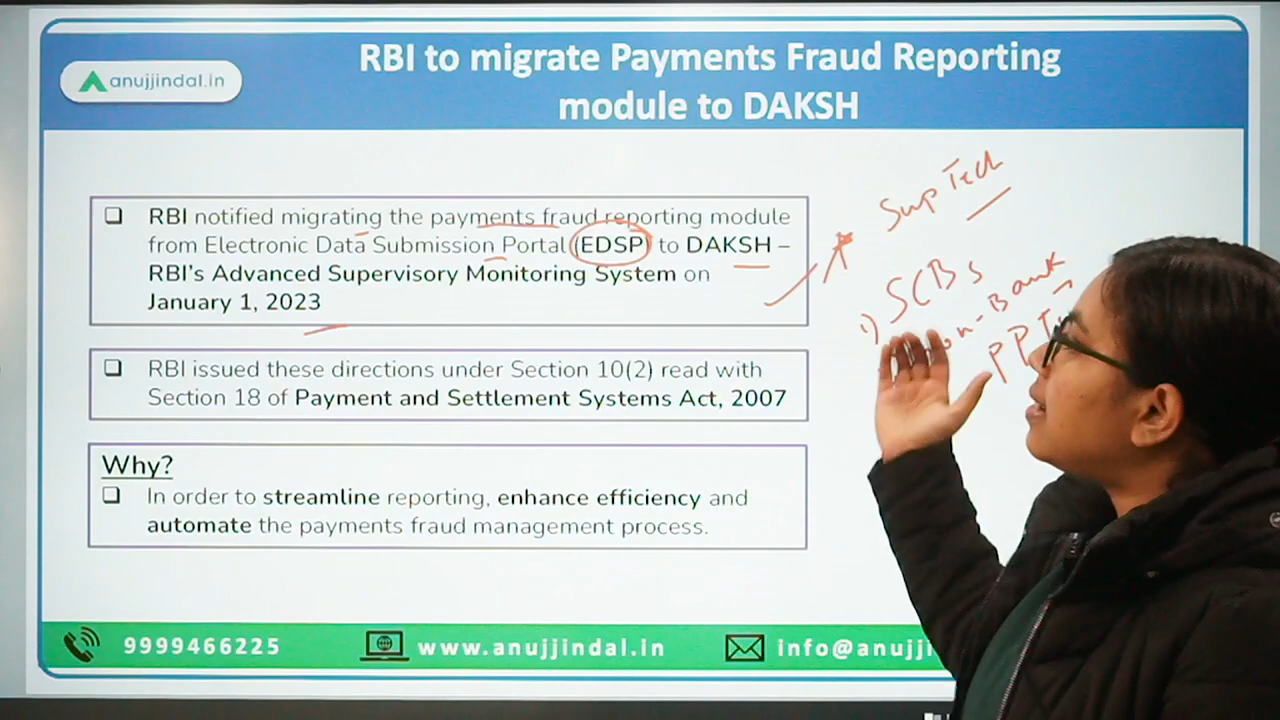 RBI to migrate Payments Fraud Reporting
module to DAKSH
anujjindal.in
❑ RBI notified migrating the payments fraud reporting module
from Electronic Data Submission Portal (EDSP) to DAKSH –
RBI's Advanced Supervisory Monitoring System on
January 1, 2023
SupTech
1) SCBs
❑ RBI issued these directions under Section 10(2) read with
Section 18 of Payment and Settlement Systems Act, 2007
Why?
❑ In order to streamline reporting, enhance efficiency and
automate the payments fraud management process.
9999466225
www.anujjindal.in
info@anujji